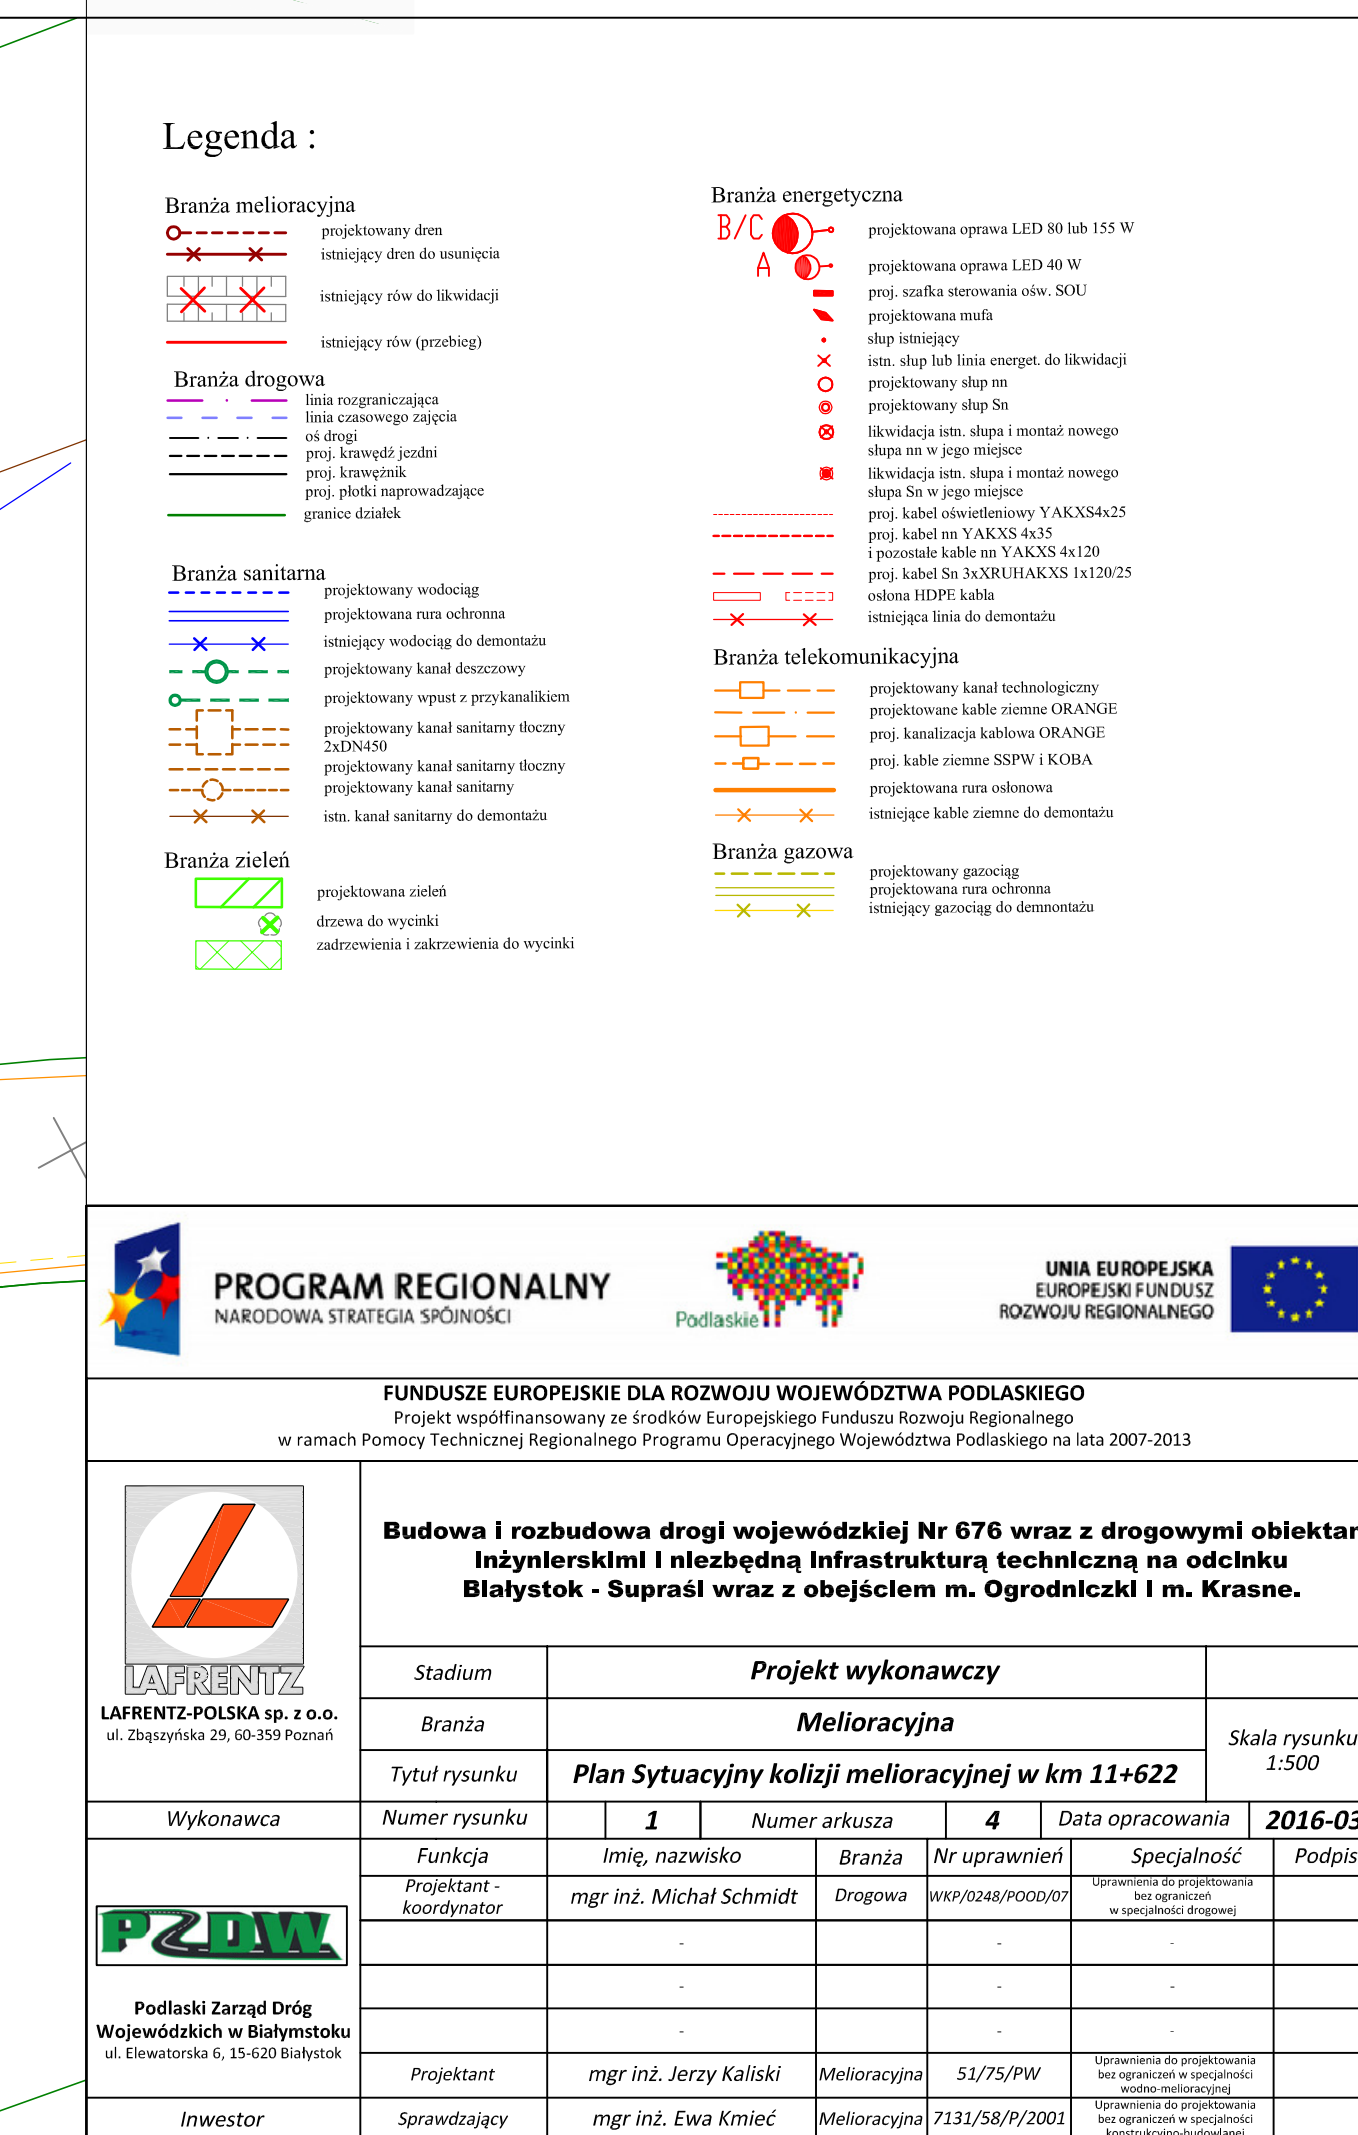 Legenda :
Branża melioracyjna
projektowany dren
istniejący dren do usunięcia
istniejący rów do likwidacji
istniejący rów (przebieg)
Branża drogowa
linia rozgraniczająca
linia czasowego zajęcia
oś drogi
proj. krawędź jezdni
proj. krawężnik
proj. płotki naprowadzające
granice działek
Branża sanitarna
projektowany wodociąg
projektowana rura ochronna
istniejący wodociąg do demontażu
projektowany kanał deszczowy
projektowany wpust z przykanalikiem
projektowany kanał sanitarny tłoczny
2xDN450
projektowany kanał sanitarny tłoczny
projektowany kanał sanitarny
istn. kanał sanitarny do demontażu
Branża zieleń
projektowana zieleń
drzewa do wycinki
zadrzewienia i zakrzewienia do wycinki
Branża energetyczna
B/C projektowana oprawa LED 80 lub 155 W
A projektowana oprawa LED 40 W
proj. szafka sterowania ośw. SOU
projektowana mufa
słup istniejący
istn. słup lub linia energet. do likwidacji
projektowany słup nn
projektowany słup Sn
likwidacja istn. słupa i montaż nowego
słupa nn w jego miejsce
likwidacja istn. słupa i montaż nowego
słupa Sn w jego miejsce
proj. kabel oświetleniowy YAKXS4x25
proj. kabel nn YAKXS 4x35
i pozostałe kable nn YAKXS 4x120
proj. kabel Sn 3xXRUHAKXS 1x120/25
osłona HDPE kabla
istniejąca linia do demontażu
Branża telekomunikacyjna
projektowany kanał technologiczny
projektowane kable ziemne ORANGE
proj. kanalizacja kablowa ORANGE
proj. kable ziemne SSPW i KOBA
projektowana rura osłonowa
istniejące kable ziemne do demontażu
Branża gazowa
projektowany gazociąg
projektowana rura ochronna
istniejący gazociąg do demnontażu
PROGRAM REGIONALNY
NARODOWA STRATEGIA SPÓJNOŚCI
Podlaskie
UNIA EUROPEJSKA
EUROPEJSKI FUNDUSZ
ROZWOJU REGIONALNEGO
FUNDUSZE EUROPEJSKIE DLA ROZWOJU WOJEWÓDZTWA PODLASKIEGO
Projekt współfinansowany ze środków Europejskiego Funduszu Rozwoju Regionalnego
w ramach Pomocy Technicznej Regionalnego Programu Operacyjnego Województwa Podlaskiego na lata 2007-2013
LAFRENTZ
LAFRENTZ-POLSKA sp. z o.o.
ul. Zbąszyńska 29, 60-359 Poznań
Wykonawca
Budowa i rozbudowa drogi wojewódzkiej Nr 676 wraz z drogowymi obiektam
inżynierskimi i niezbędną infrastrukturą techniczną na odcinku
Białystok - Supraśl wraz z obejściem m. Ogrodniczki i m. Krasne.
Stadium Projekt wykonawczy
Branża Melioracyjna
Skala rysunku
1:500
Tytuł rysunku Plan Sytuacyjny kolizji melioracyjnej w km 11+622
Numer rysunku 1 Numer arkusza 4 Data opracowania 2016-03
Funkcja Imię, nazwisko Branża Nr uprawnień Specjalność Podpis
Projektant -
koordynator
mgr inż. Michał Schmidt Drogowa WKP/0248/POOD/07
Uprawnienia do projektowania
bez ograniczeń
w specjalności drogowej
- - -
- - -
- - -
PZDW
Podlaski Zarząd Dróg
Wojewódzkich w Białymstoku
ul. Elewatorska 6, 15-620 Białystok
Projektant mgr inż. Jerzy Kaliski Melioracyjna 51/75/PW
Uprawnienia do projektowania
bez ograniczeń w specjalności
wodno-melioracyjnej
Inwestor
Sprawdzający mgr inż. Ewa Kmieć Melioracyjna 7131/58/P/2001
Uprawnienia do projektowania
bez ograniczeń w specjalności
konstrukcyjno-budowlanej